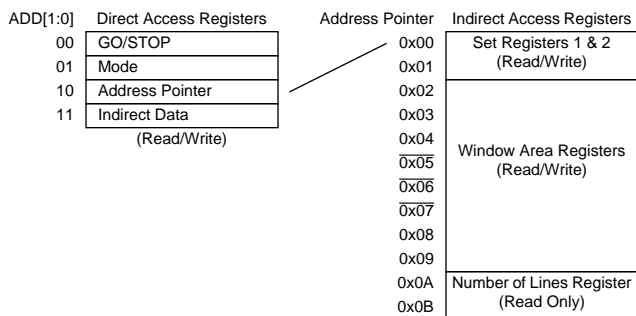 ADD[1:0] Direct Access Registers
00 GO/STOP
01 Mode
10 Address Pointer
11 Indirect Data
(Read/Write)
Address Pointer Indirect Access Registers
0x00 Set Registers 1 & 2
0x01 (Read/Write)
0x02
0x03
0x04
0x05 Window Area Registers
(Read/Write)
0x06
0x07
0x08
0x09
0x0A Number of Lines Register
0x0B (Read Only)